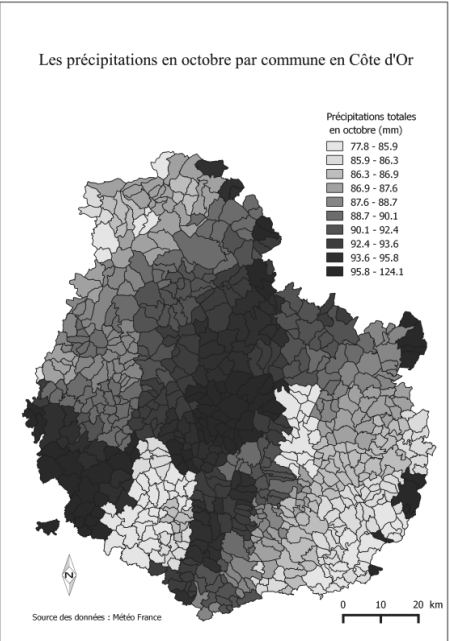 Les précipitations en octobre par commune en Côte d'Or
Précipitations totales
en octobre (mm)
77.8 - 85.9
85.9 - 86.3
86.3 - 86.9
86.9 - 87.6
87.6 - 88.7
88.7 - 90.1
90.1 - 92.4
92.4 - 93.6
93.6 - 95.8
95.8 - 124.1
N
Source des données : Météo France
0 10 20 km